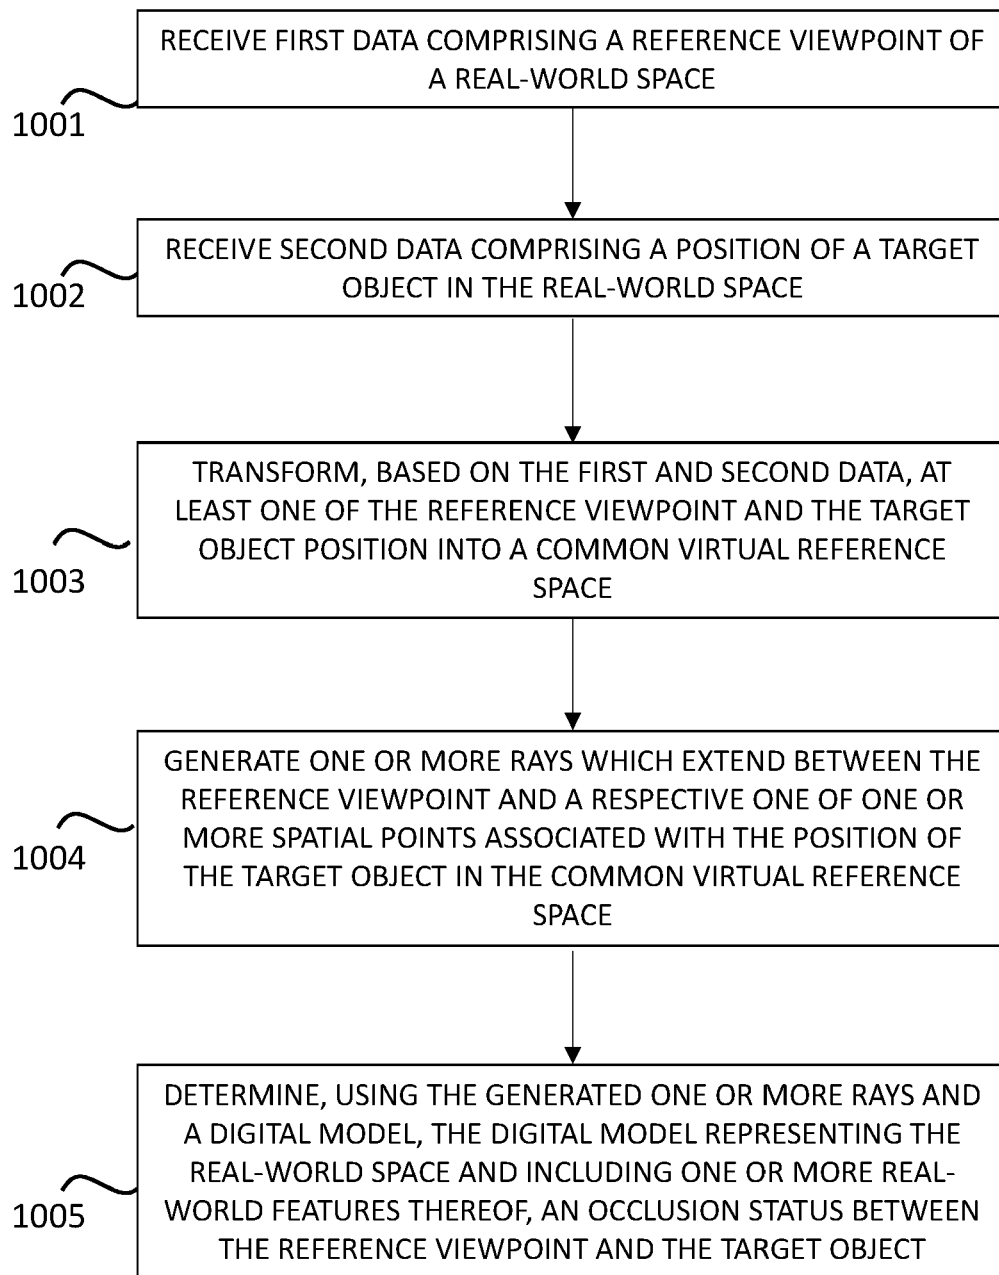 RECEIVE FIRST DATA COMPRISING A REFERENCE VIEWPOINT OF
A REAL-WORLD SPACE
1001
RECEIVE SECOND DATA COMPRISING A POSITION OF A TARGET
OBJECT IN THE REAL-WORLD SPACE
1002
TRANSFORM, BASED ON THE FIRST AND SECOND DATA, AT
LEAST ONE OF THE REFERENCE VIEWPOINT AND THE TARGET
OBJECT POSITION INTO A COMMON VIRTUAL REFERENCE
SPACE
1003
GENERATE ONE OR MORE RAYS WHICH EXTEND BETWEEN THE
REFERENCE VIEWPOINT AND A RESPECTIVE ONE OF ONE OR
MORE SPATIAL POINTS ASSOCIATED WITH THE POSITION OF
THE TARGET OBJECT IN THE COMMON VIRTUAL REFERENCE
SPACE
1004
DETERMINE, USING THE GENERATED ONE OR MORE RAYS AND
A DIGITAL MODEL, THE DIGITAL MODEL REPRESENTING THE
REAL-WORLD SPACE AND INCLUDING ONE OR MORE REAL-
WORLD FEATURES THEREOF, AN OCCLUSION STATUS BETWEEN
THE REFERENCE VIEWPOINT AND THE TARGET OBJECT
1005